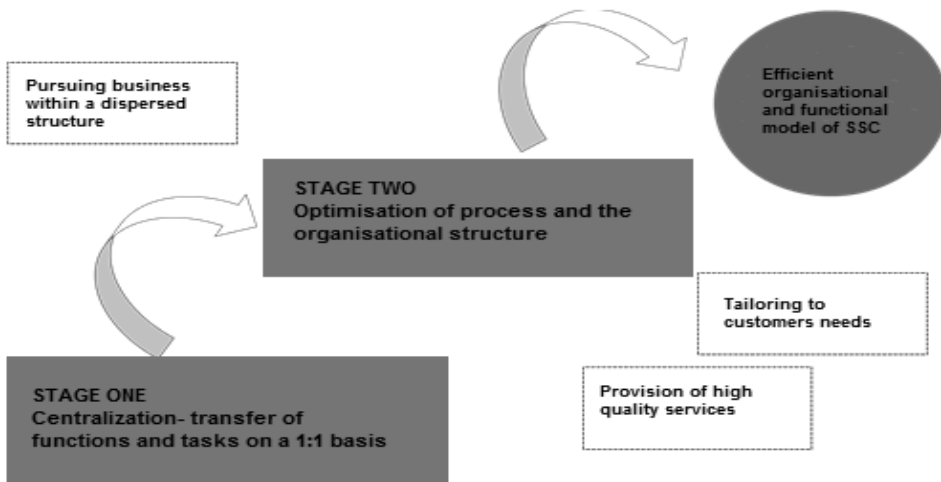 Pursuing business
within a dispersed
structure
Efficient
organisational
and functional
model of SSC
STAGE TWO
Optimisation of process and the
organisational structure
Tailoring to
customers needs
Provision of high
quality services
STAGE ONE
Centralization- transfer of
functions and tasks on a 1:1 basis